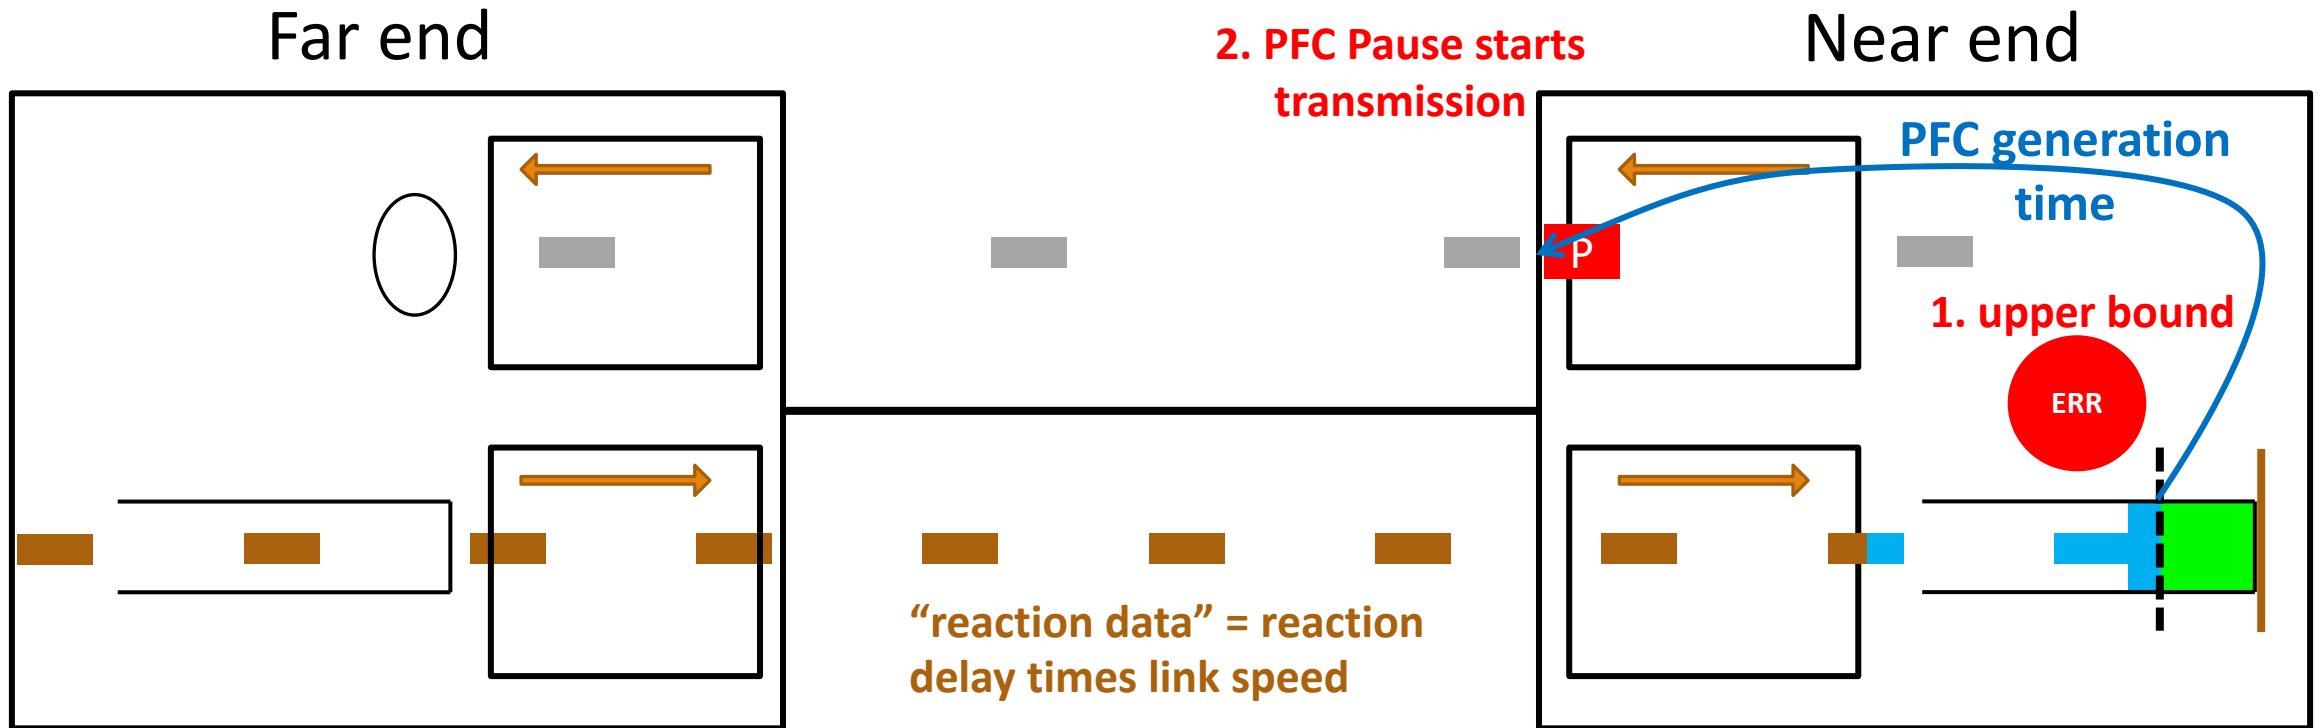 Far end
2. PFC Pause starts
transmission
Near end
PFC generation
time
P
1. upper bound
ERR
“reaction data” = reaction
delay times link speed